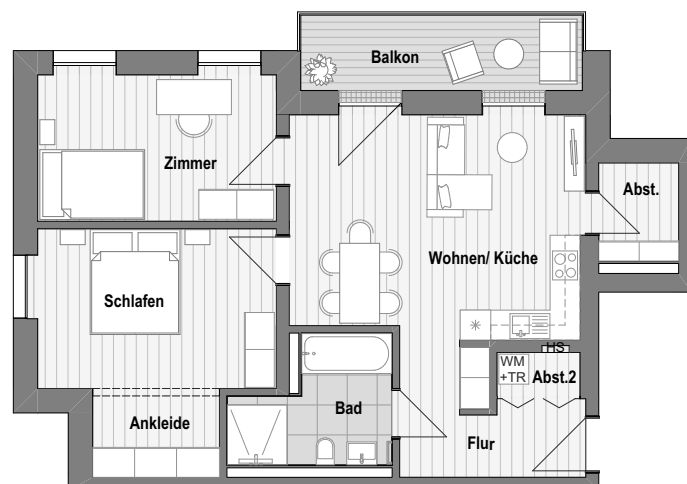 Balkon
Zimmer
Abst.
Wohnen/ Küche
Schlafen
HS
WM
+TR
Abst.2
Ankleide
Bad
Flur